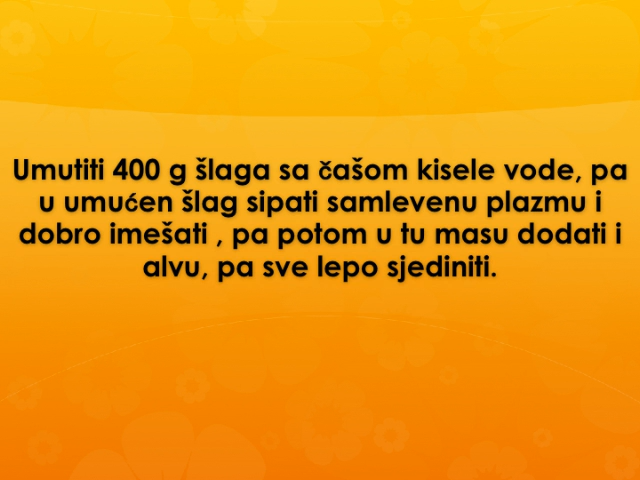 Umutiti 400 g šlaga sa čašom kisele vode, pa
u umućen šlag sipati samlevenu plazmu i
dobro imešati , pa potom u tu masu dodati i
alvu, pa sve lepo sjediniti.